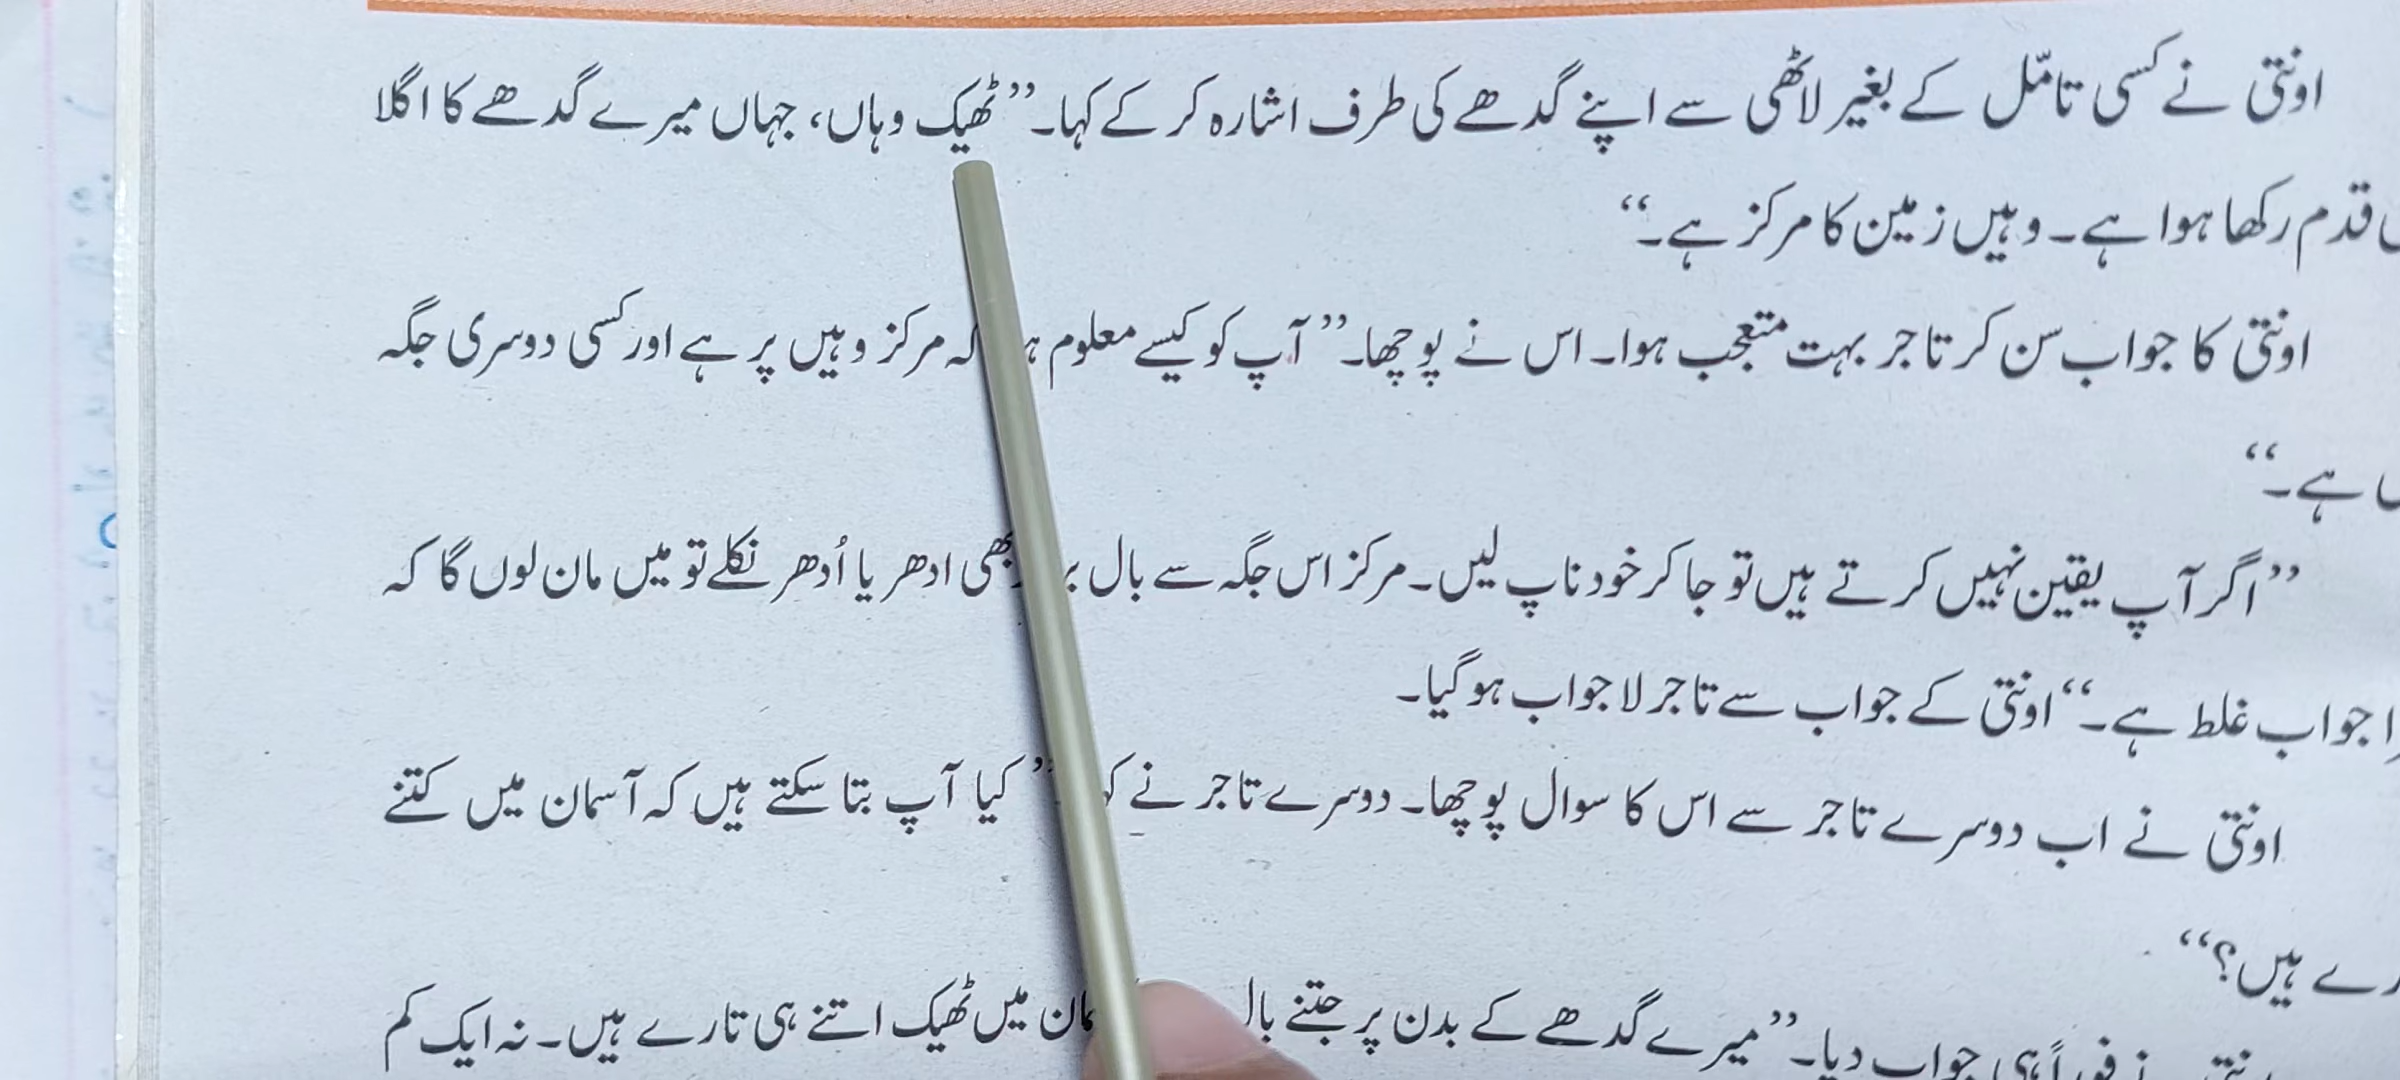 اونتی نے کسی تامّل کے بغیر لاٹھی سے اپنے گدھے کی طرف اشارہ کر کے کہا۔ ”ٹھیک وہاں، جہاں میرے گدھے کا اگلا
قدم رکھا ہوا ہے۔ وہیں زمین کا مرکز ہے۔“
اونتی کا جواب سن کر تاجر بہت متعجب ہوا۔ اس نے پوچھا۔ ”آپ کو کیسے معلوم کہ مرکز وہیں پر ہے اور کسی دوسری جگہ
ہے۔“
”اگر آپ یقین نہیں کرتے ہیں تو جا کر خود ناپ لیں۔ مرکز اس جگہ سے بال بھی ادھر یا اُدھر نکلے تو میں مان لوں گا کہ
جواب غلط ہے۔“ اونتی کے جواب سے تاجر لاجواب ہو گیا۔
اونتی نے اب دوسرے تاجر سے اس کا سوال پوچھا۔ دوسرے تاجر نے ”کیا آپ بتا سکتے ہیں کہ آسمان میں کتنے
ہیں؟“
فوراً ہی جواب دیا۔ ”میرے گدھے کے بدن پر جتنے بال میں ٹھیک اتنے ہی تارے ہیں۔ نہ ایک کم